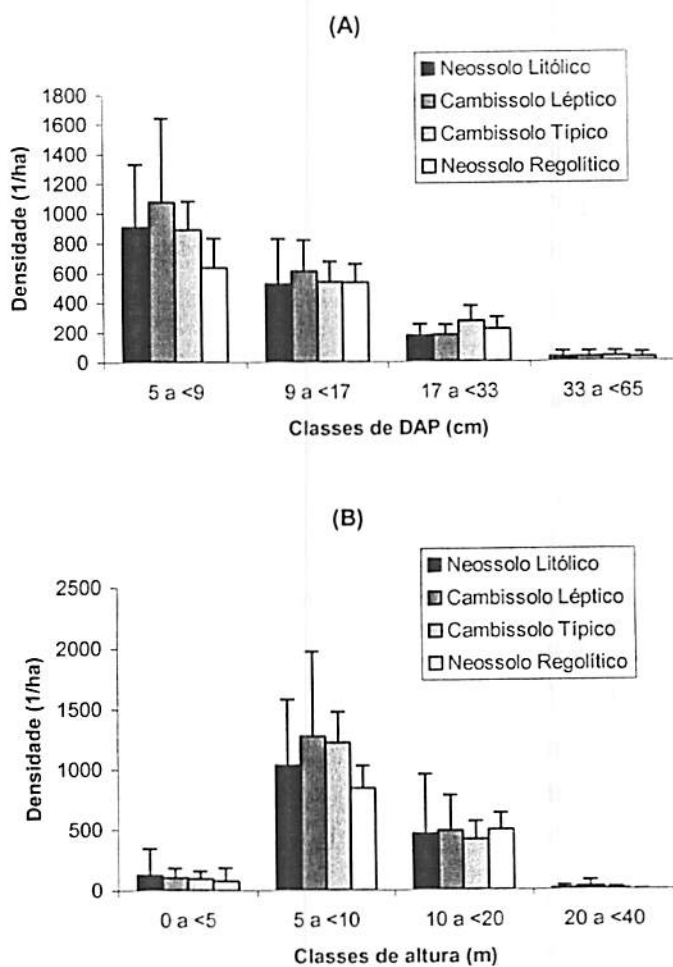 (A)
Neossolo Litólico
Cambissolo Léptico
Cambissolo Típico
Neossolo Regolítico
Densidade (1/ha)
1800
1600
1400
1200
1000
800
600
400
200
0
5 a <9
9 a <17
17 a <33
33 a <65
Classes de DAP (cm)
(B)
Neossolo Litólico
Cambissolo Léptico
Cambissolo Típico
Neossolo Regolítico
Densidade (1/ha)
2500
2000
1500
1000
500
0
0 a <5
5 a <10
10 a <20
20 a <40
Classes de altura (m)